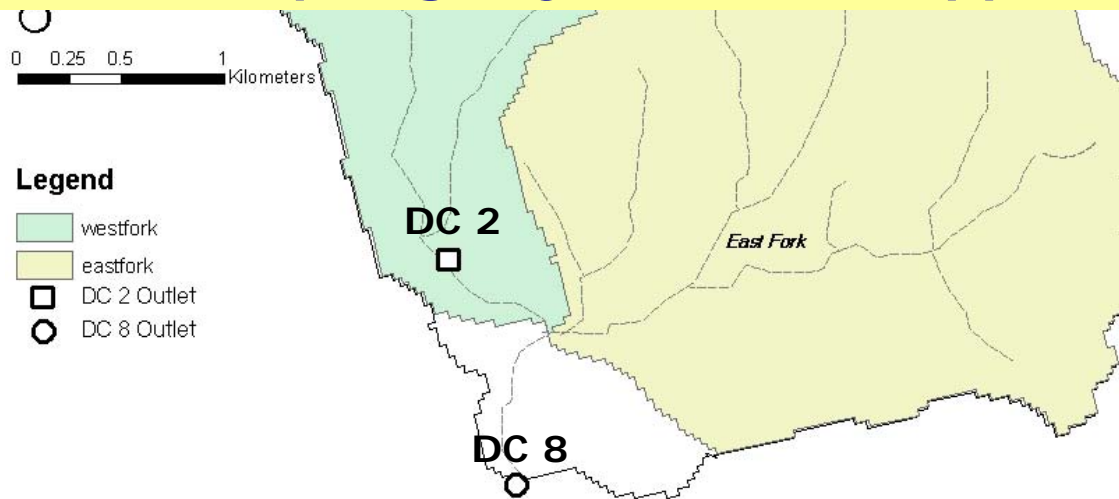 0 0.25 0.5 1
Kilometers
Legend
westfork
eastfork
DC 2 Outlet
DC 8 Outlet
DC 2
East Fork
DC 8